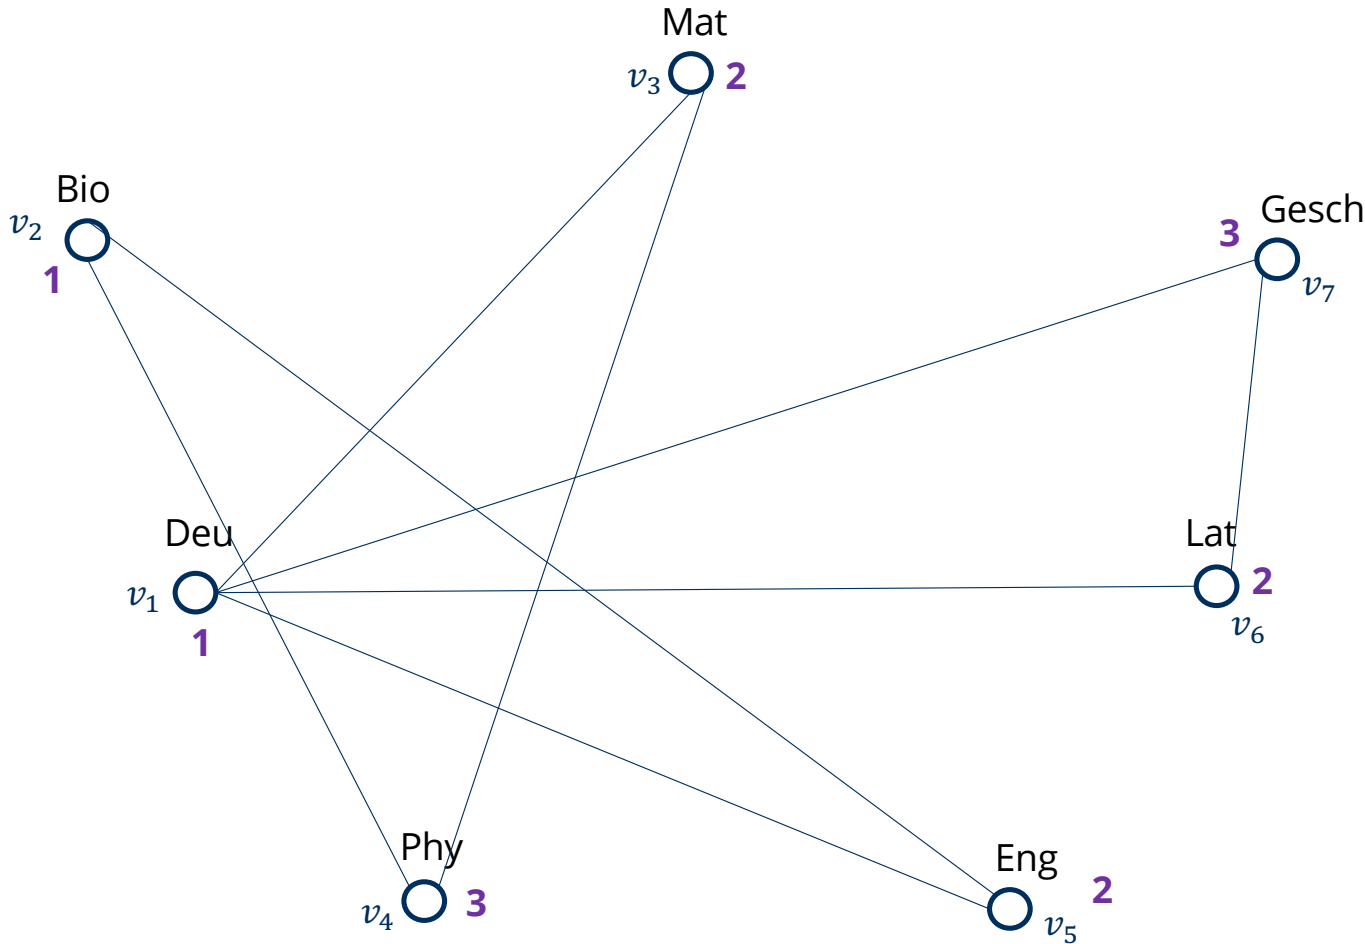 Mat
v₃ 2
Bio
v₂
1
Gesch
3
v₇
Deu
v₁
1
Lat
2
v₆
Phy
v₄ 3
Eng
2
v₅